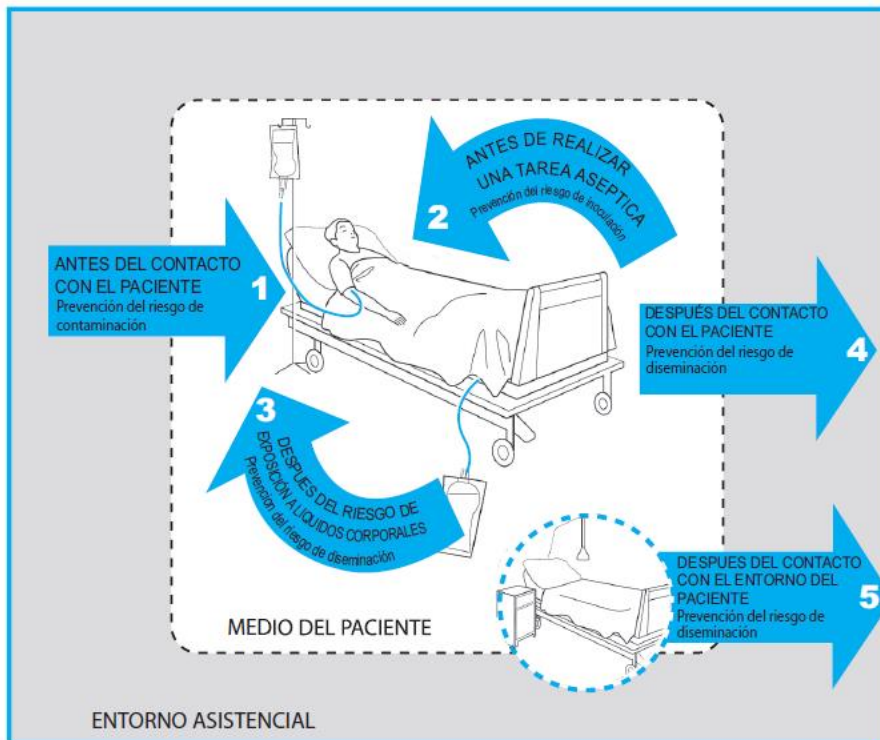 ANTES DEL CONTACTO
CON EL PACIENTE
Prevención del riesgo de
contaminación
1
ANTES DE REALIZAR
UNA TAREA ASEPTICA
Prevención del riesgo de inoculación
2
DESPUES DEL RIESGO DE
EXPOSICIÓN A LIQUIDOS CORPORALES
Prevencion del riesgo de diseminación
3
DESPUÉS DEL CONTACTO
CON EL PACIENTE
Prevención del riesgo de
diseminación
4
DESPUES DEL CONTACTO
CON EL ENTORNO DEL
PACIENTE
Prevención del riesgo de
diseminación
5
MEDIO DEL PACIENTE
ENTORNO ASISTENCIAL